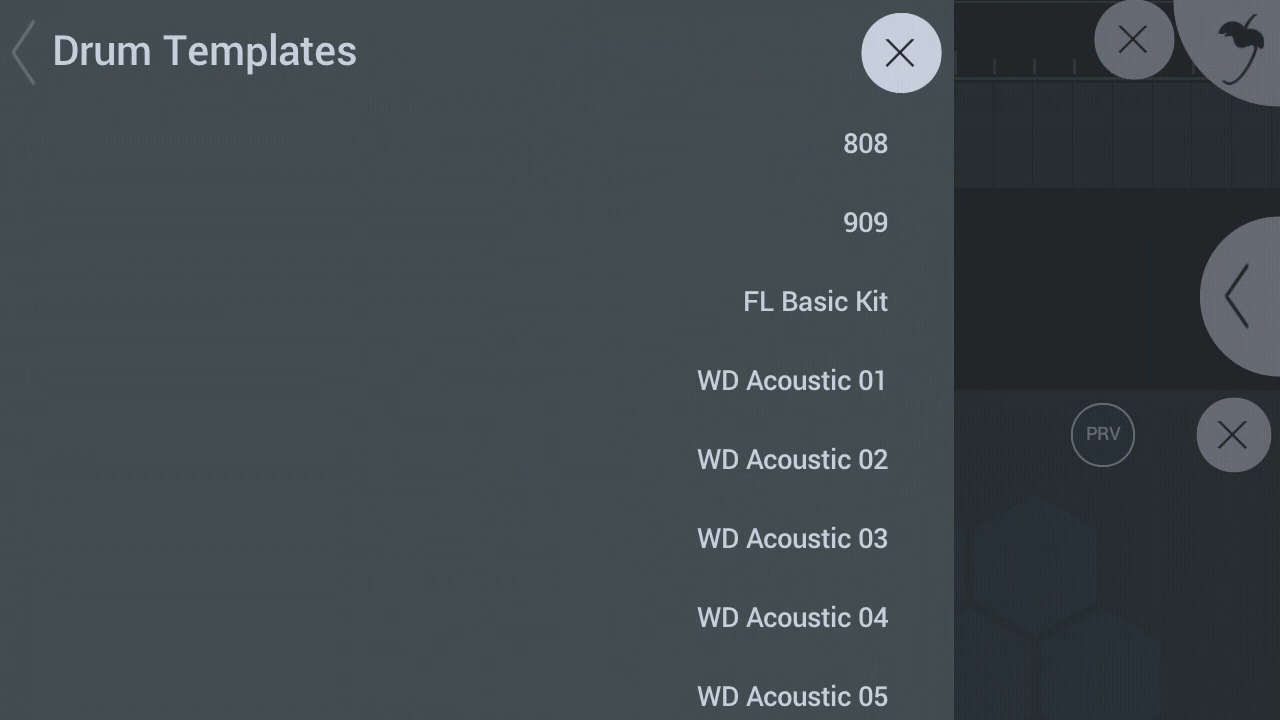 Drum Templates
808
909
FL Basic Kit
WD Acoustic 01
WD Acoustic 02
WD Acoustic 03
PRV
WD Acoustic 04
WD Acoustic 05